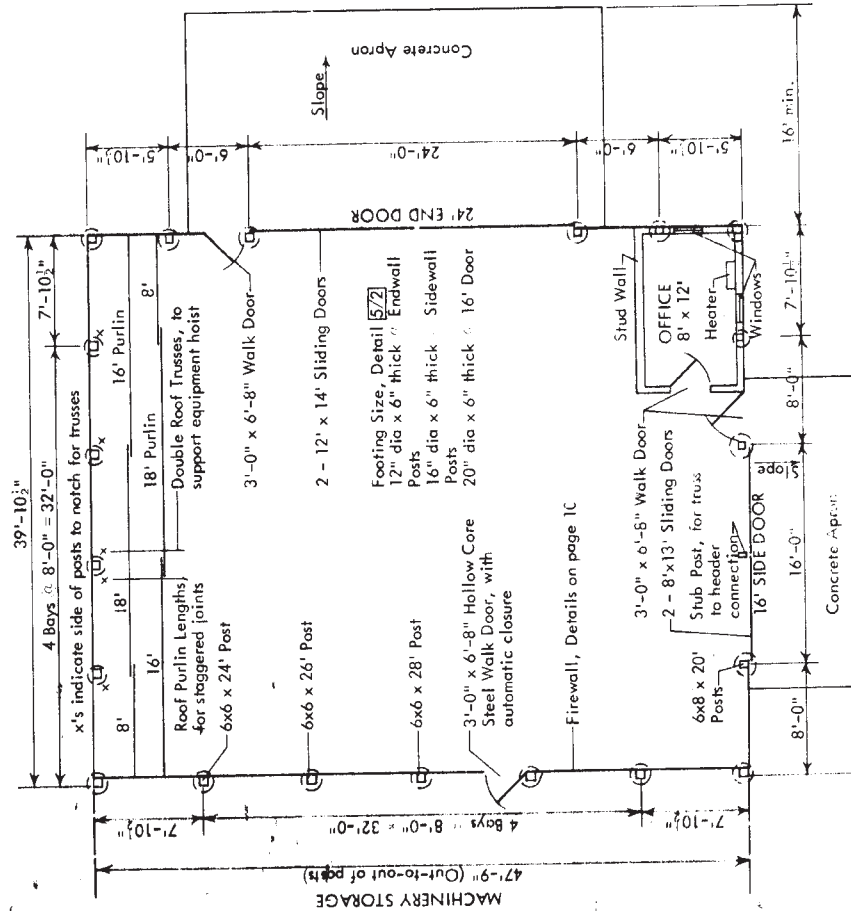 39'-10½"
4 Bays @ 8'-0" = 32'-0"
7'-10½"
x's indicate side of posts to notch for trusses
8'
18'
16' Purlin
16'
18' Purlin
8'
Roof Purlin Lengths
for staggered joints
Double Roof Trusses, to
support equipment hoist
6x6 x 24' Post
3'-0" x 6'-8" Walk Door
6x6 x 26' Post
2 - 12' x 14' Sliding Doors
6x6 x 28' Post
Footing Size, Detail 5/2
12" dia x 6" thick Endwall
Posts
16" dia x 6" thick Sidewall
Posts
20" dia x 6" thick 16' Door
3'-0" x 6'-8" Hollow Core
Steel Walk Door, with
automatic closure
Firewall, Details on page 10
Stud Wall
OFFICE
8' x 12'
Heater
Windows
3'-0" x 6'-8" Walk Door
2 - 8'x13' Sliding Doors
Stub Post, for truss
to header
connection
6x8 x 20'
Posts
16' SIDE DOOR
Slope
8'-0"
16'-0"
8'-0"
7'-10½"
16' min.
Concrete Apron
5'-10½"
6'-0"
24'-0"
6'-0"
5'-10½"
24' END DOOR
Slope
Concrete Apron
7'-10½"
4 Bays @ 8'-0" = 32'-0"
7'-10½"
47'-9" (Out-to-out of posts)
MACHINERY STORAGE